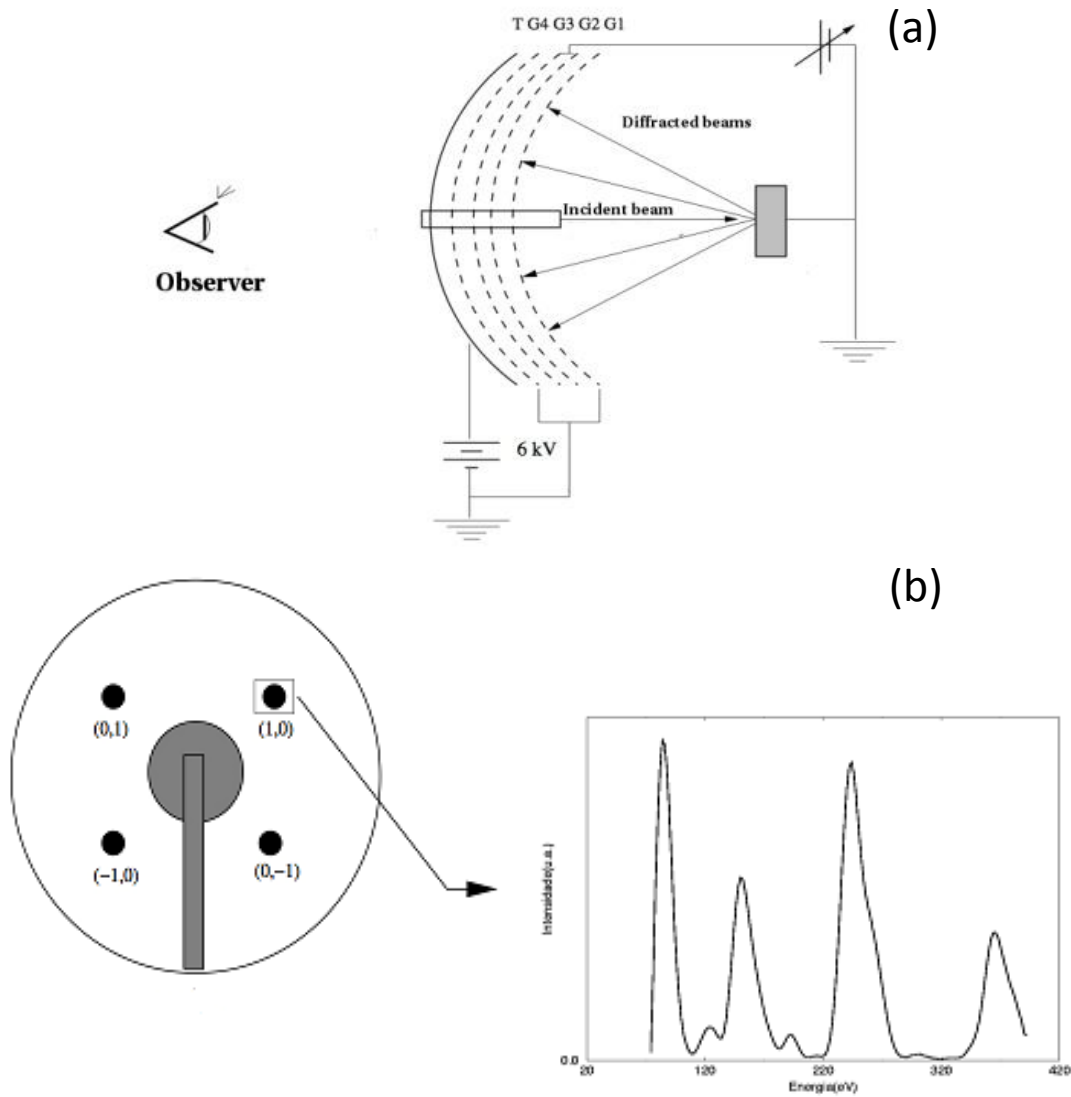 (a)
T G4 G3 G2 G1
Diffracted beams
Incident beam
Observer
6 kV
(b)
(0,1)
(1,0)
(−1,0)
(0,−1)
Intensidade(u.a.)
0.0
20 120 220 320 420
Energia(eV)